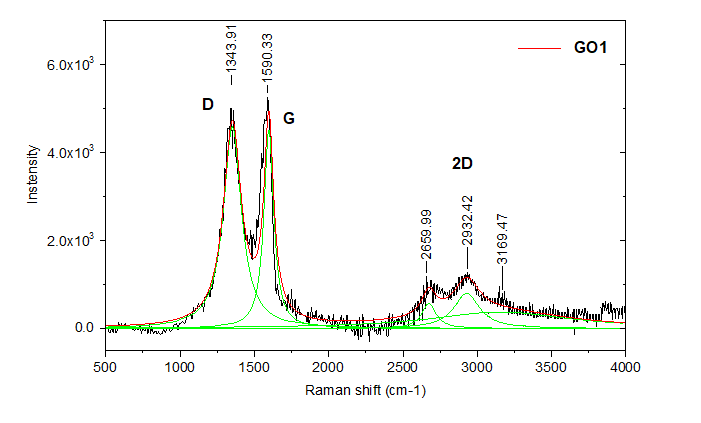 1343.91
1590.33
GO1
6.0x10³
D
G
4.0x10³
2D
Instensity
2659.99
2932.42
3169.47
2.0x10³
0.0
500
1000
1500
2000
2500
3000
3500
4000
Raman shift (cm-1)